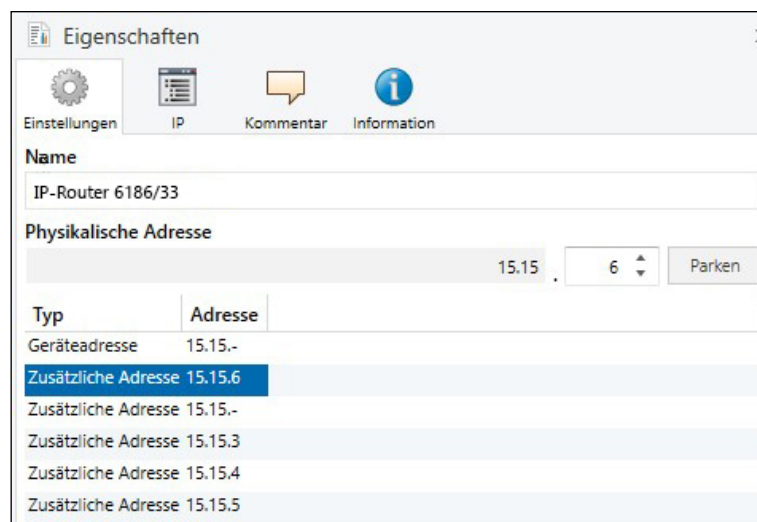 Eigenschaften
Einstellungen IP Kommentar Information
Name
IP-Router 6186/33
Physikalische Adresse
15.15 . 6 Parken
Typ Adresse
Geräteadresse 15.15.-
Zusätzliche Adresse 15.15.6
Zusätzliche Adresse 15.15.-
Zusätzliche Adresse 15.15.3
Zusätzliche Adresse 15.15.4
Zusätzliche Adresse 15.15.5